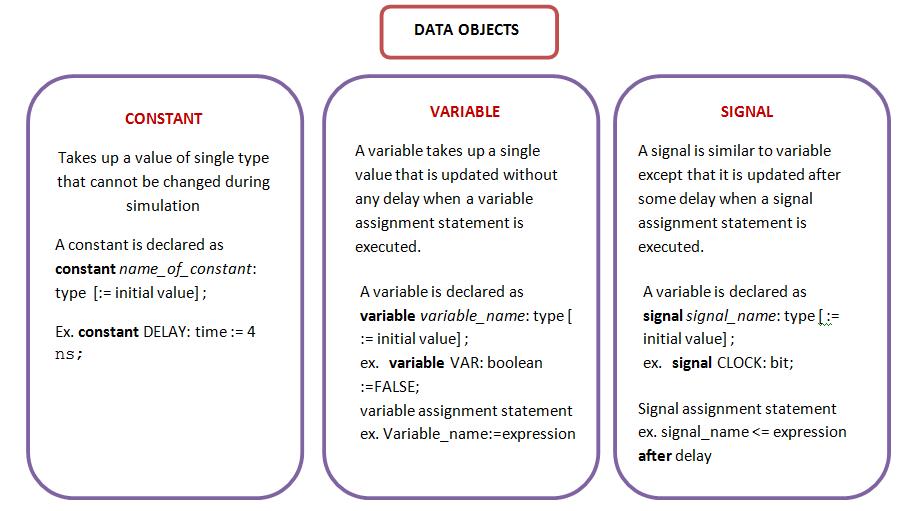 DATA OBJECTS
CONSTANT
Takes up a value of single type
that cannot be changed during
simulation
A constant is declared as
constant name_of_constant:
type [:= initial value] ;
Ex. constant DELAY: time := 4
ns;
VARIABLE
A variable takes up a single
value that is updated without
any delay when a variable
assignment statement is
executed.
A variable is declared as
variable variable_name: type [
:= initial value] ;
ex. variable VAR: boolean
:=FALSE;
variable assignment statement
ex. Variable_name:=expression
SIGNAL
A signal is similar to variable
except that it is updated after
some delay when a signal
assignment statement is
executed.
A variable is declared as
signal signal_name: type [ :=
initial value] ;
ex. signal CLOCK: bit;
Signal assignment statement
ex. signal_name <= expression
after delay